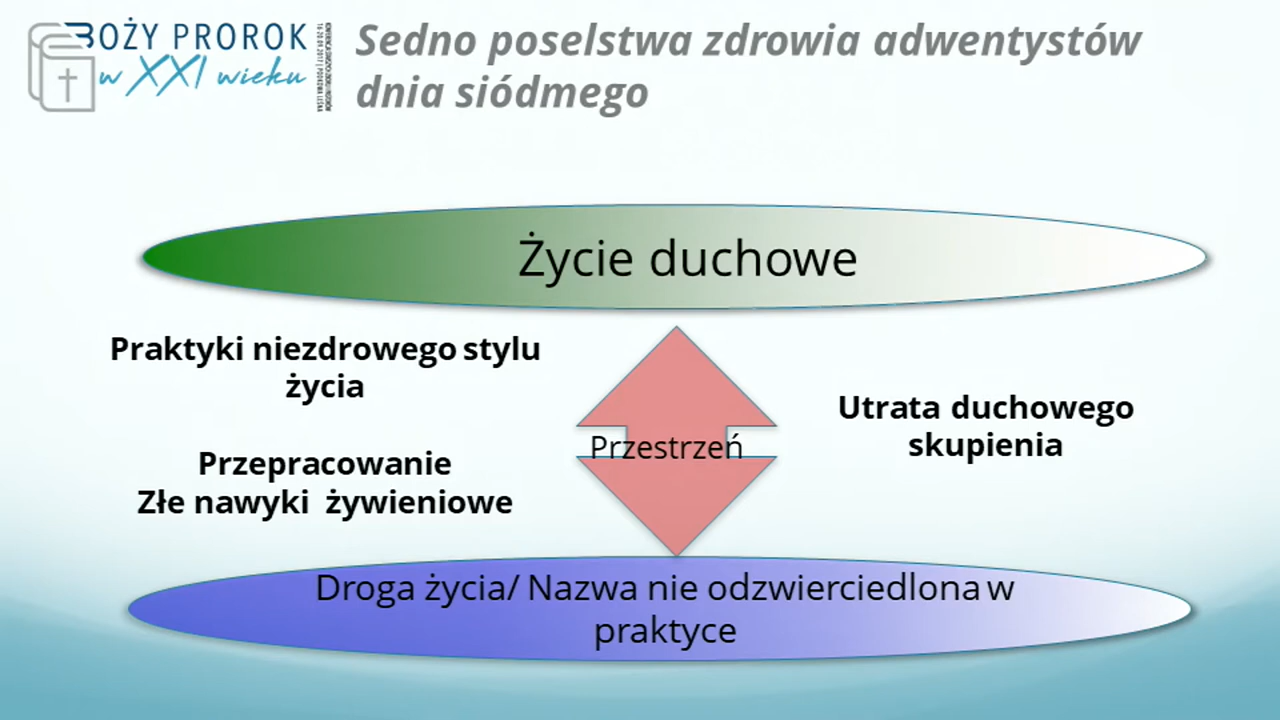 BOŻY PROROK
w XXI wieku
Sedno poselstwa zdrowia adwentystów
dnia siódmego
Życie duchowe
Praktyki niezdrowego stylu
życia
Przepracowanie
Złe nawyki żywieniowe
Przestrzeń
Utrata duchowego
skupienia
Droga życia/ Nazwa nie odzwierciedlona w
praktyce